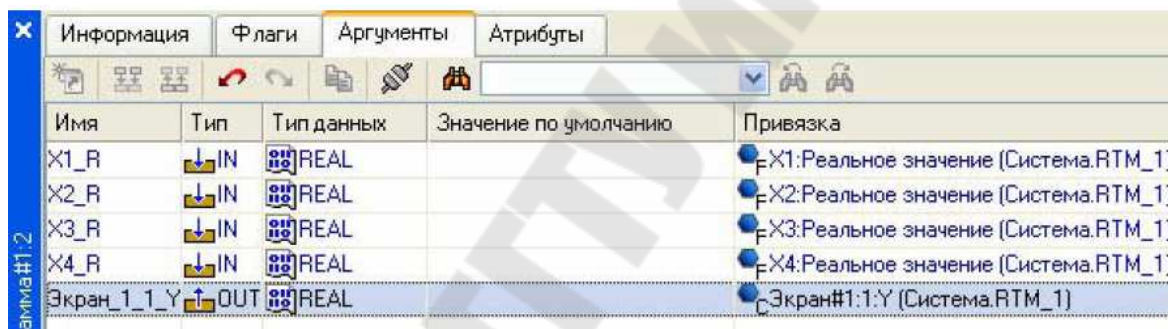 Информация Флаги Аргументы Атрибуты
Имя Тип Тип данных Значение по умолчанию Привязка
X1_R IN REAL X1:Реальное значение (Система.RTM_1)
X2_R IN REAL X2:Реальное значение (Система.RTM_1)
X3_R IN REAL X3:Реальное значение (Система.RTM_1)
X4_R IN REAL X4:Реальное значение (Система.RTM_1)
Экран_1_1_Y OUT REAL Экран#1:1:Y (Система.RTM_1)
амма#1:2